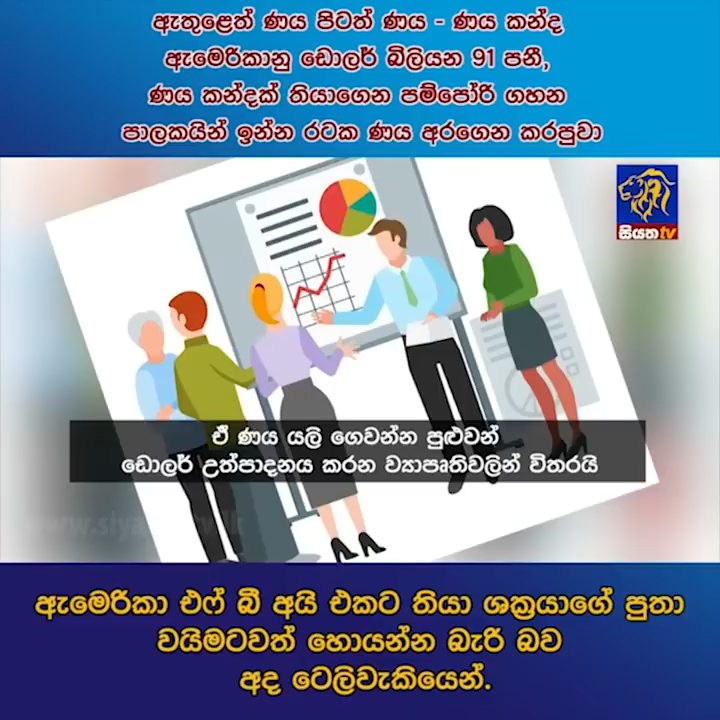 ඇතුළෙත් ණය පිටත් ණය - ණය කන්ද
ඇමෙරිකානු ඩොලර් බිලියන 91 පනී,
ණය කන්දක් තියාගෙන පම්පෝරි ගහන
පාලකයින් ඉන්න රටක ණය අරගෙන කරපුවා
සියතtv
ඒ ණය යලි ගෙවන්න පුළුවන්
ඩොලර් උත්පාදනය කරන ව්‍යාපෘතිවලින් විතරයි
ඇමෙරිකා එෆ් බී අයි එකට තියා ශක්‍රයාගේ පුතා
වයිමටවත් හොයන්න බැරි බව
අද ටෙලිවැකියෙන්.